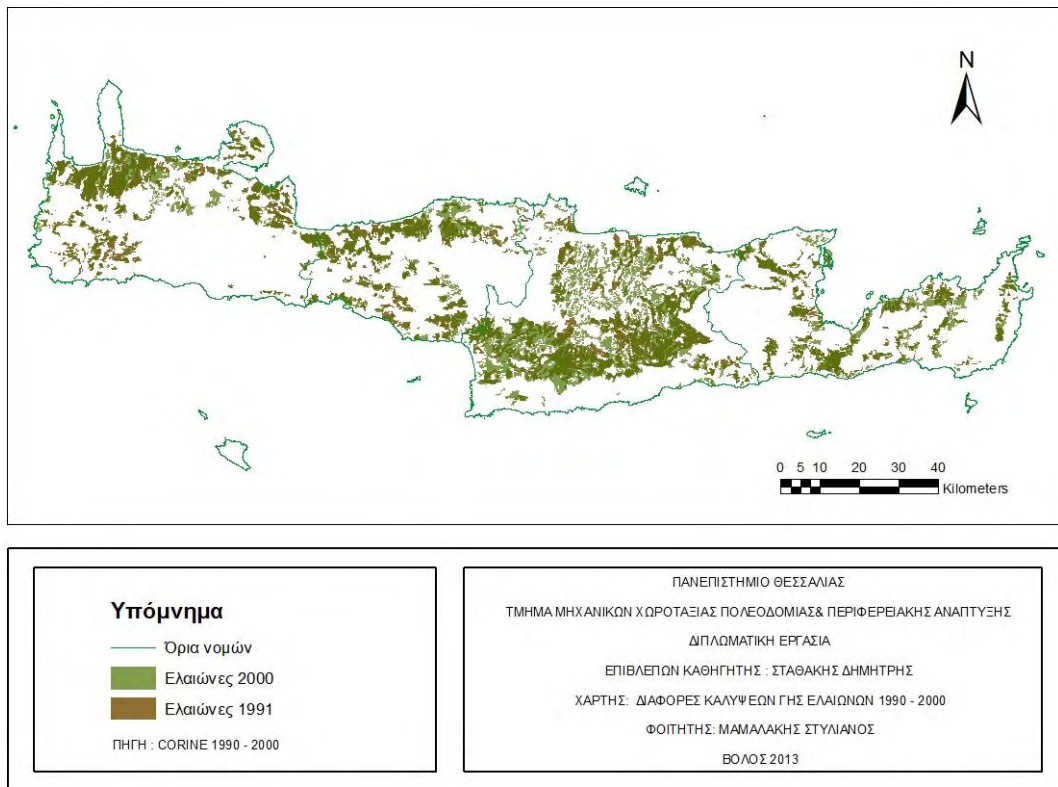 N
0 5 10 20 30 40
Kilometers
Υπόμνημα
Όρια νομών
Ελαιώνες 2000
Ελαιώνες 1991
ΠΗΓΗ : CORINE 1990 - 2000
ΠΑΝΕΠΙΣΤΗΜΙΟ ΘΕΣΣΑΛΙΑΣ
ΤΜΗΜΑ ΜΗΧΑΝΙΚΩΝ ΧΩΡΟΤΑΞΙΑΣ ΠΟΛΕΟΔΟΜΙΑΣ& ΠΕΡΙΦΕΡΕΙΑΚΗΣ ΑΝΑΠΤΥΞΗΣ
ΔΙΠΛΩΜΑΤΙΚΗ ΕΡΓΑΣΙΑ
ΕΠΙΒΛΕΠΩΝ ΚΑΘΗΓΗΤΗΣ : ΣΤΑΘΑΚΗΣ ΔΗΜΗΤΡΗΣ
ΧΑΡΤΗΣ: ΔΙΑΦΟΡΕΣ ΚΑΛΥΨΕΩΝ ΓΗΣ ΕΛΑΙΩΝΩΝ 1990 - 2000
ΦΟΙΤΗΤΗΣ: ΜΑΜΑΛΑΚΗΣ ΣΤΥΛΙΑΝΟΣ
ΒΟΛΟΣ 2013